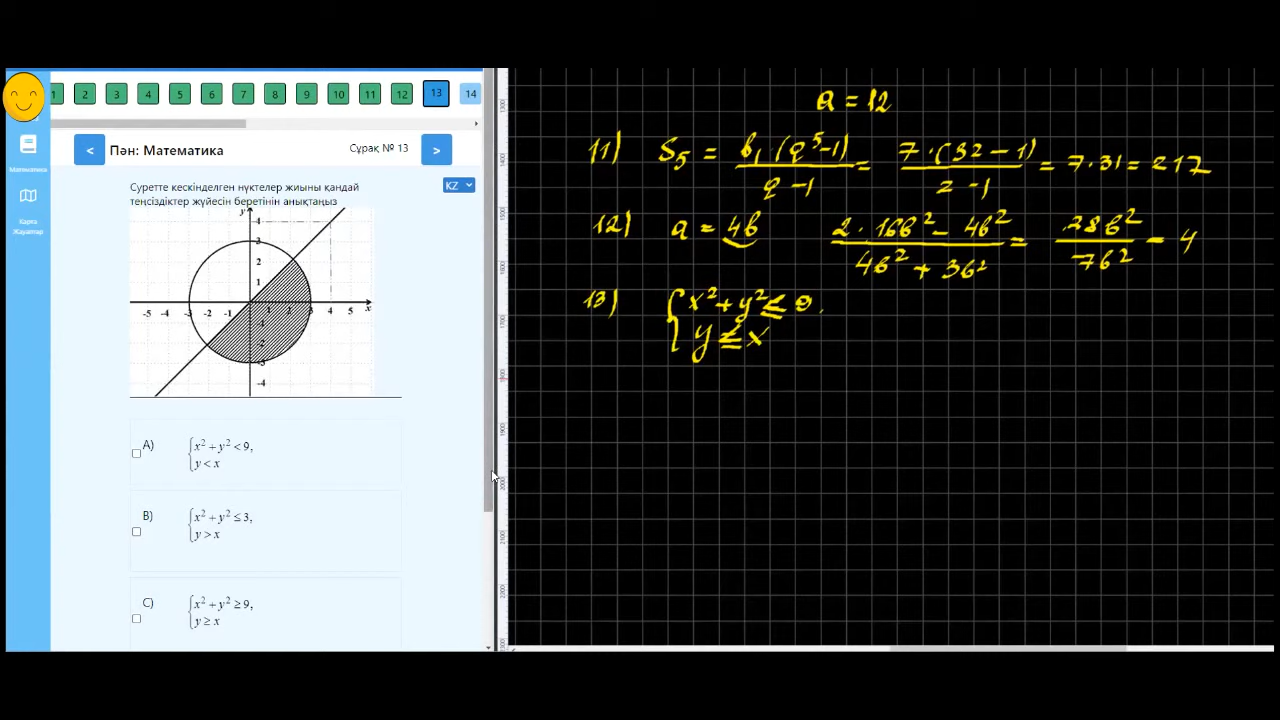 1 2 3 4 5 6 7 8 9 10 11 12 13 14
Математика
Карта
Жауаптар
< Пән: Математика Сұрақ № 13 >
KZ
Суретте кескінделген нүктелер жиыны қандай
теңсіздіктер жүйесін беретінін анықтаңыз
y
4
3
2
1
-5 -4 -3 -2 -1 1 2 3 4 5 x
-1
-2
-3
-4
A) { x² + y² < 9,
y < x
B) { x² + y² ≤ 3,
y > x
C) { x² + y² ≥ 9,
y ≥ x
a = 12
11) S₅ = b₁ · (q⁵ - 1) / (q - 1) = 7 · (32 - 1) / (2 - 1) = 7 · 31 = 217
12) a = 4b (2 · 16b² - 4b²) / (4b² + 3b²) = 28b² / 7b² = 4
13) { x² + y² ≤ 9
y ≤ x